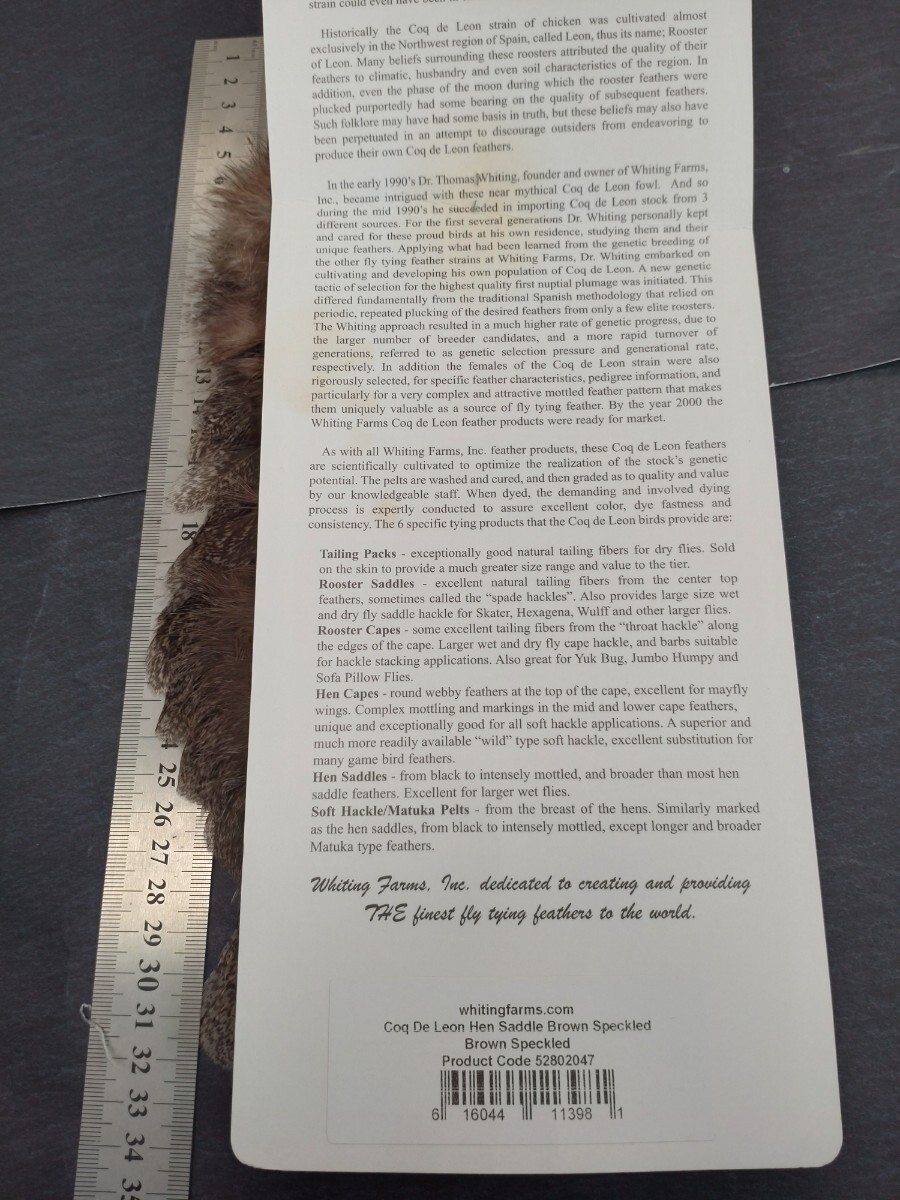 strain could even have been
Historically the Coq de Leon strain of chicken was cultivated almost
exclusively in the Northwest region of Spain, called Leon, thus its name; Rooster
of Leon. Many beliefs surrounding these roosters attributed the quality of their
feathers to climatic, husbandry and even soil characteristics of the region. In
addition, even the phase of the moon during which the rooster feathers were
plucked purportedly had some bearing on the quality of subsequent feathers.
Such folklore may have had some basis in truth, but these beliefs may also have
been perpetuated in an attempt to discourage outsiders from endeavoring to
produce their own Coq de Leon feathers.
In the early 1990's Dr. Thomas Whiting, founder and owner of Whiting Farms,
Inc., became intrigued with these near mythical Coq de Leon fowl. And so
during the mid 1990's he succeeded in importing Coq de Leon stock from 3
different sources. For the first several generations Dr. Whiting personally kept
and cared for these proud birds at his own residence, studying them and their
unique feathers. Applying what had been learned from the genetic breeding of
the other fly tying feather strains at Whiting Farms, Dr. Whiting embarked on
cultivating and developing his own population of Coq de Leon. A new genetic
tactic of selection for the highest quality first nuptial plumage was initiated. This
differed fundamentally from the traditional Spanish methodology that relied on
periodic, repeated plucking of the desired feathers from only a few elite roosters.
The Whiting approach resulted in a much higher rate of genetic progress, due to
the larger number of breeder candidates, and a more rapid turnover of
generations, referred to as genetic selection pressure and generational rate,
respectively. In addition the females of the Coq de Leon strain were also
rigorously selected, for specific feather characteristics, pedigree information, and
particularly for a very complex and attractive mottled feather pattern that makes
them uniquely valuable as a source of fly tying feather. By the year 2000 the
Whiting Farms Coq de Leon feather products were ready for market.
As with all Whiting Farms, Inc. feather products, these Coq de Leon feathers
are scientifically cultivated to optimize the realization of the stock's genetic
potential. The pelts are washed and cured, and then graded as to quality and value
by our knowledgeable staff. When dyed, the demanding and involved dying
process is expertly conducted to assure excellent color, dye fastness and
consistency. The 6 specific tying products that the Coq de Leon birds provide are:
Tailing Packs - exceptionally good natural tailing fibers for dry flies. Sold
on the skin to provide a much greater size range and value to the tier.
Rooster Saddles - excellent natural tailing fibers from the center top
feathers, sometimes called the "spade hackles". Also provides large size wet
and dry fly saddle hackle for Skater, Hexagena, Wulff and other larger flies.
Rooster Capes - some excellent tailing fibers from the "throat hackle" along
the edges of the cape. Larger wet and dry fly cape hackle, and barbs suitable
for hackle stacking applications. Also great for Yuk Bug, Jumbo Humpy and
Sofa Pillow Flies.
Hen Capes - round webby feathers at the top of the cape, excellent for mayfly
wings. Complex mottling and markings in the mid and lower cape feathers,
unique and exceptionally good for all soft hackle applications. A superior and
much more readily available "wild" type soft hackle, excellent substitution for
many game bird feathers.
Hen Saddles - from black to intensely mottled, and broader than most hen
saddle feathers. Excellent for larger wet flies.
Soft Hackle/Matuka Pelts - from the breast of the hens. Similarly marked
as the hen saddles, from black to intensely mottled, except longer and broader
Matuka type feathers.
Whiting Farms, Inc. dedicated to creating and providing
THE finest fly tying feathers to the world.
whitingfarms.com
Coq De Leon Hen Saddle Brown Speckled
Brown Speckled
Product Code 52802047
6 16044 11398 1
1
2
3
4
5
6
13
14
18
4
25
26
27
28
29
30
31
32
33
34
35